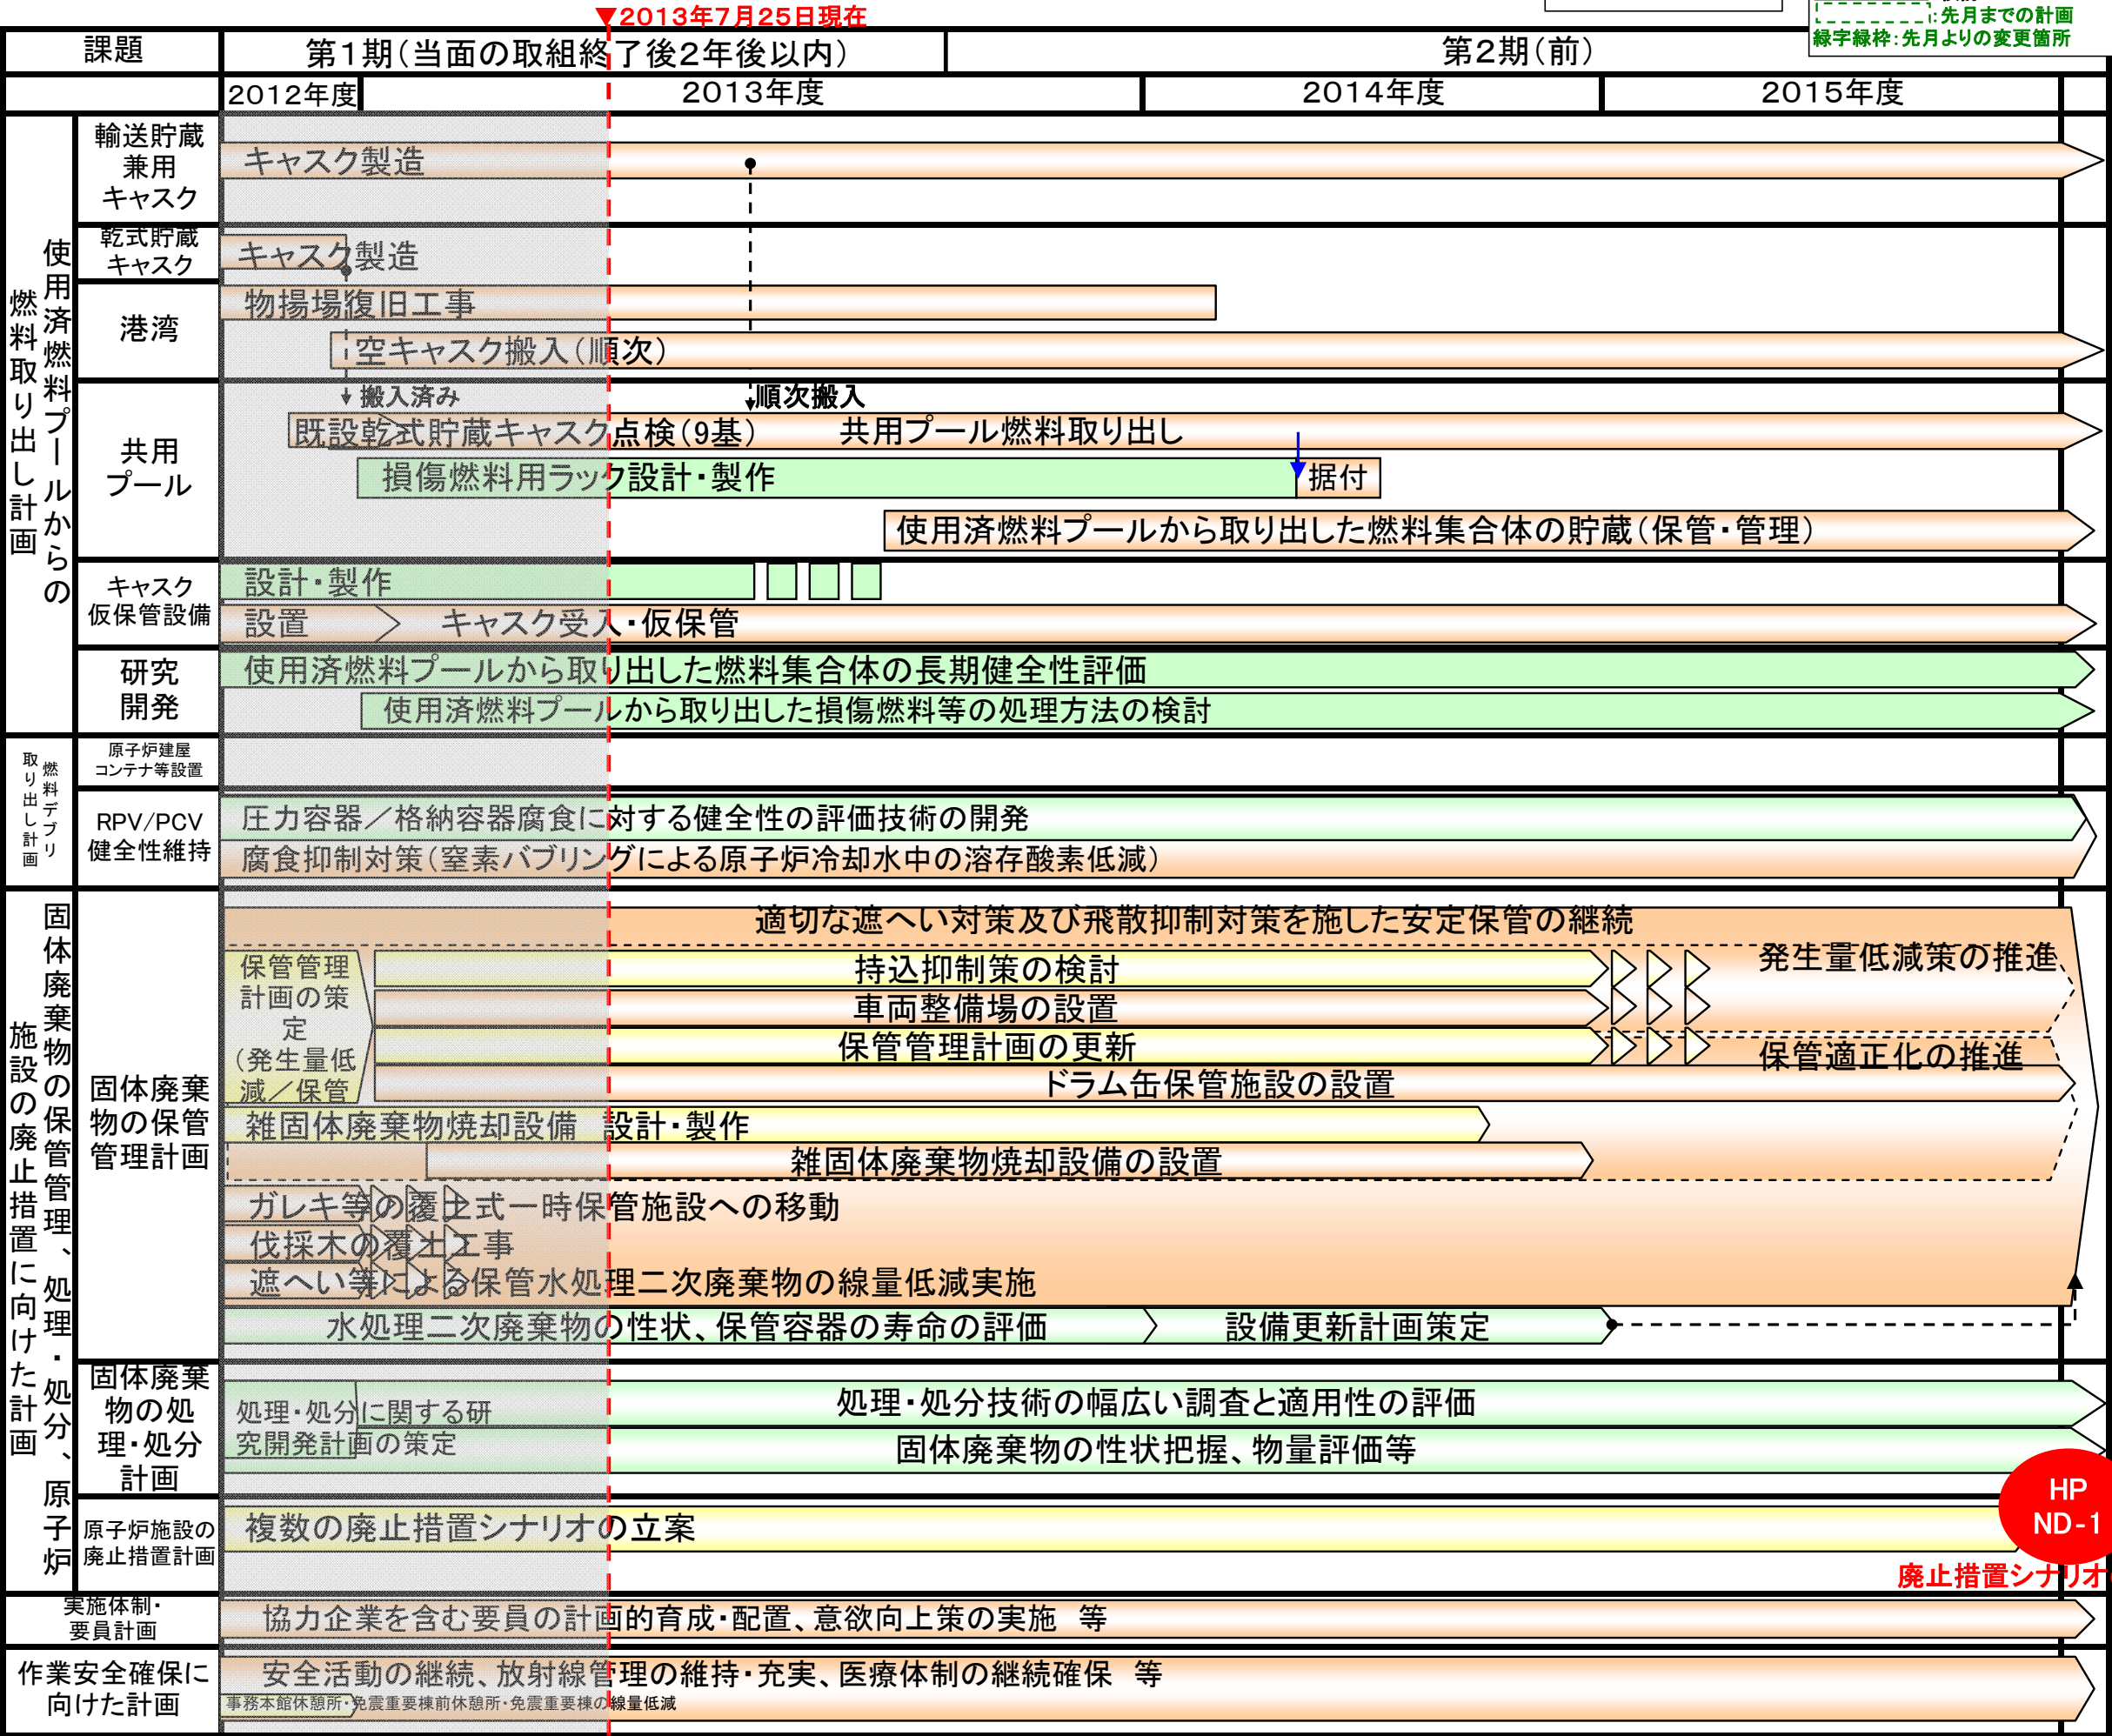 ▼2013年7月25日現在
:先月までの計画
緑字緑枠:先月よりの変更箇所
課題
第1期(当面の取組終了後2年後以内)
第2期(前)
2012年度
2013年度
2014年度
2015年度
使用済燃料プールからの
燃料取り出し計画
輸送貯蔵
兼用
キャスク
キャスク製造
乾式貯蔵
キャスク
キャスク製造
港湾
物揚場復旧工事
空キャスク搬入(順次)
共用
プール
搬入済み
順次搬入
既設乾式貯蔵キャスク点検(9基)
共用プール燃料取り出し
損傷燃料用ラック設計・製作
据付
使用済燃料プールから取り出した燃料集合体の貯蔵(保管・管理)
キャスク
仮保管設備
設計・製作
設置
キャスク受入・仮保管
研究
開発
使用済燃料プールから取り出した燃料集合体の長期健全性評価
使用済燃料プールから取り出した損傷燃料等の処理方法の検討
燃料デブリ
取り出し計画
原子炉建屋
コンテナ等設置
RPV/PCV
健全性維持
圧力容器/格納容器腐食に対する健全性の評価技術の開発
腐食抑制対策(窒素バブリングによる原子炉冷却水中の溶存酸素低減)
固体廃棄物の保管管理、処理・処分、原子炉
施設の廃止措置に向けた計画
固体廃棄
物の保管
管理計画
適切な遮へい対策及び飛散抑制対策を施した安定保管の継続
保管管理
計画の策
定
(発生量低
減/保管
持込抑制策の検討
発生量低減策の推進
車両整備場の設置
保管管理計画の更新
保管適正化の推進
ドラム缶保管施設の設置
雑固体廃棄物焼却設備 設計・製作
雑固体廃棄物焼却設備の設置
ガレキ等の覆土式一時保管施設への移動
伐採木の覆土工事
遮へい等による保管水処理二次廃棄物の線量低減実施
水処理二次廃棄物の性状、保管容器の寿命の評価
設備更新計画策定
固体廃棄
物の処
理・処分
計画
処理・処分に関する研
究開発計画の策定
処理・処分技術の幅広い調査と適用性の評価
固体廃棄物の性状把握、物量評価等
原子炉施設の
廃止措置計画
複数の廃止措置シナリオの立案
HP
ND-1
廃止措置シナリオ
実施体制・
要員計画
協力企業を含む要員の計画的育成・配置、意欲向上策の実施 等
作業安全確保に
向けた計画
安全活動の継続、放射線管理の維持・充実、医療体制の継続確保 等
事務本館休憩所・免震重要棟前休憩所・免震重要棟の線量低減